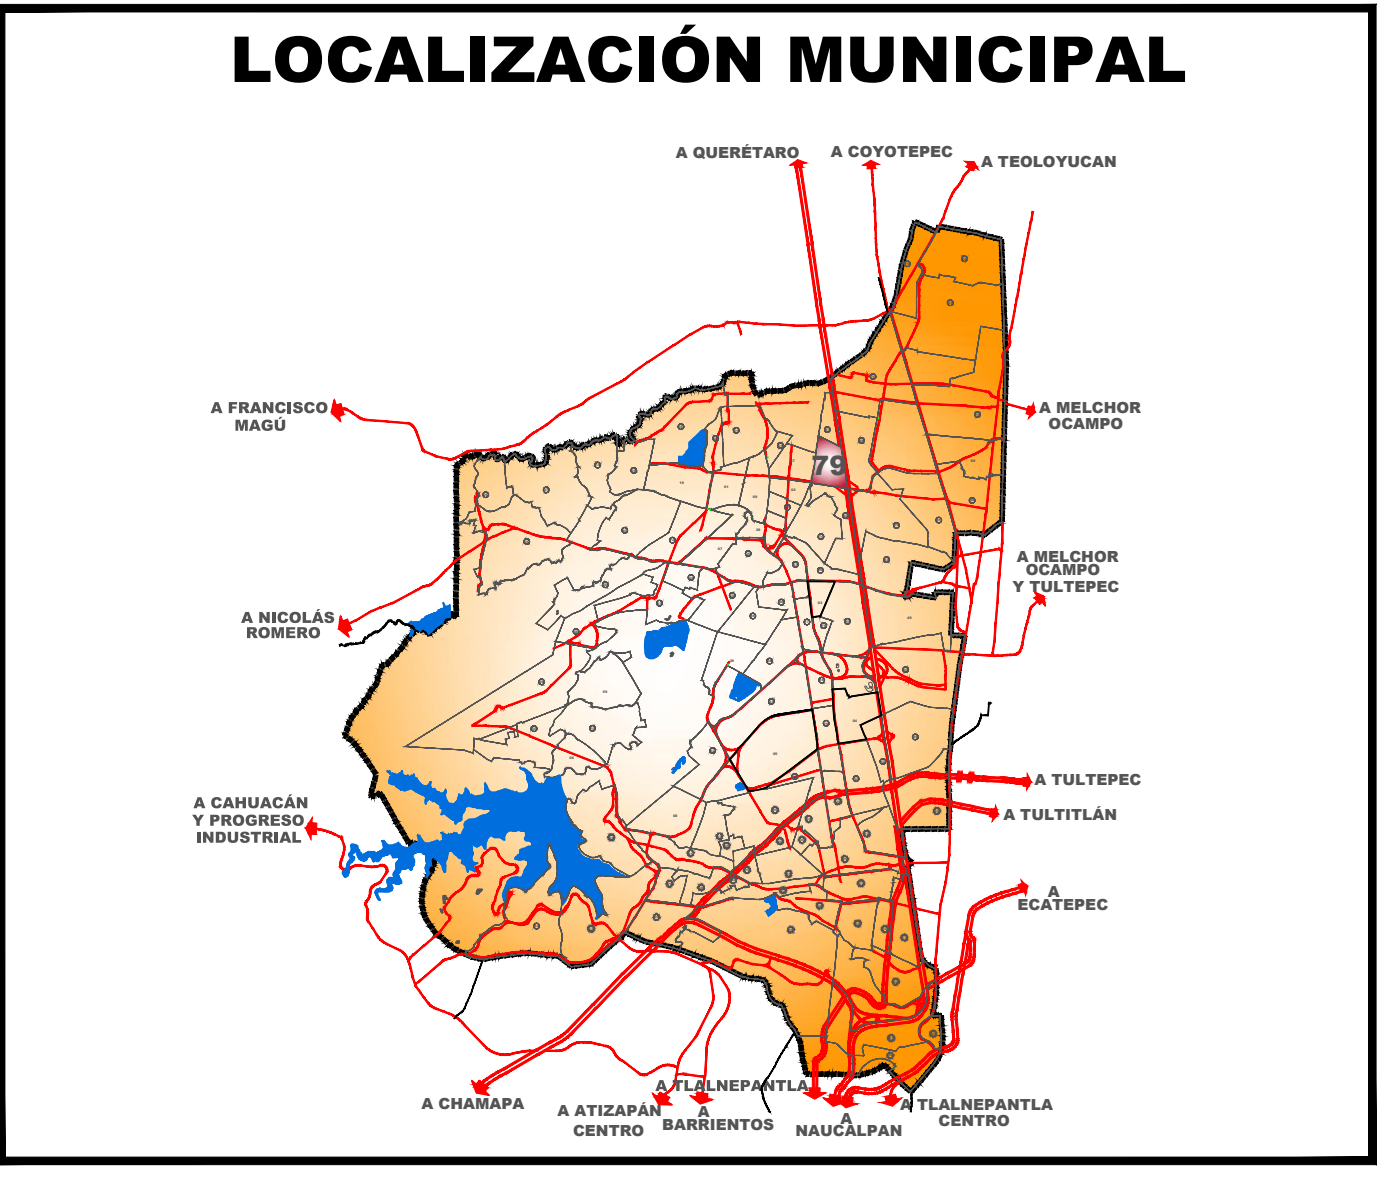 LOCALIZACIÓN MUNICIPAL
A QUERÉTARO
A COYOTEPEC
A TEOLOYUCAN
A FRANCISCO
MAGÚ
A MELCHOR
OCAMPO
79
A MELCHOR
OCAMPO
Y TULTEPEC
A NICOLÁS
ROMERO
A TULTEPEC
A CAHUACÁN
Y PROGRESO
INDUSTRIAL
A TULTITLÁN
A
ECATEPEC
A CHAMAPA
A ATIZAPÁN
CENTRO
A TLALNEPANTLA
A
BARRIENTOS
A
NAUCALPAN
A TLALNEPANTLA
CENTRO